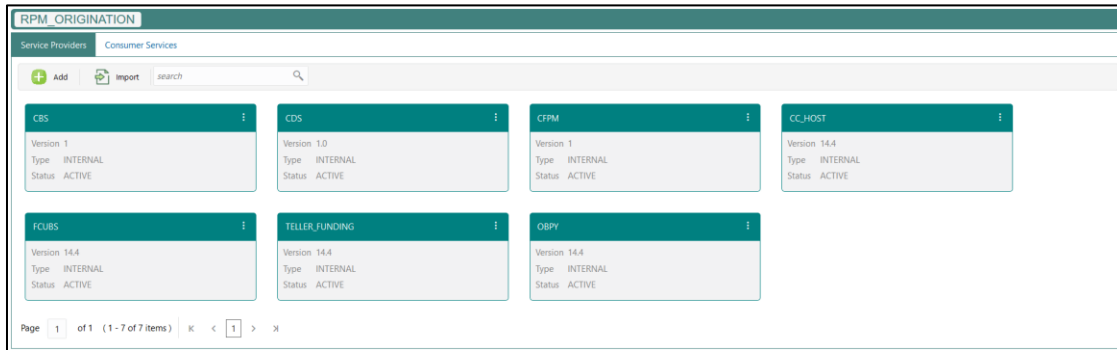 RPM_ORIGINATION
Service Providers Consumer Services
Add Import search
CBS CDS CFPM CC_HOST
Version 1 Version 1.0 Version 1 Version 14.4
Type INTERNAL Type INTERNAL Type INTERNAL Type INTERNAL
Status ACTIVE Status ACTIVE Status ACTIVE Status ACTIVE
FCUBS TELLER_FUNDING OBPY
Version 14.4 Version 14.4 Version 14.4
Type INTERNAL Type INTERNAL Type INTERNAL
Status ACTIVE Status ACTIVE Status ACTIVE
Page 1 of 1 (1 - 7 of 7 items) K < 1 > >|